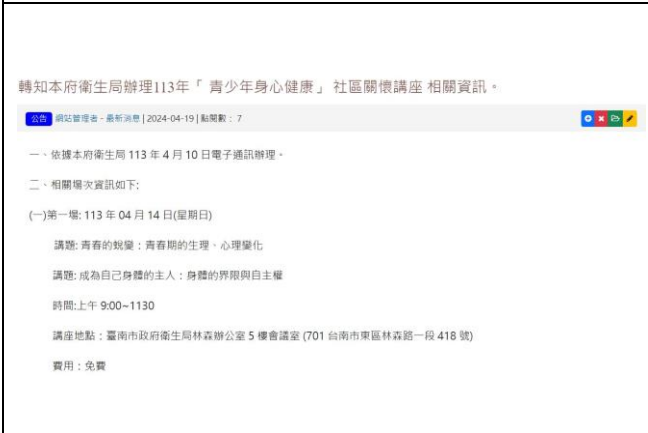 轉知本府衛生局辦理113年「 青少年身心健康」 社區關懷講座 相關資訊。
公告 網站管理者 - 最新消息 | 2024-04-19 | 點閱數： 7
一、依據本府衛生局 113 年 4 月 10 日電子通訊辦理。
二、相關場次資訊如下:
(一)第一場: 113 年 04 月 14 日(星期日)
講題: 青春的蛻變：青春期的生理、心理變化
講題: 成為自己身體的主人：身體的界限與自主權
時間:上午 9:00~1130
講座地點：臺南市政府衛生局林森辦公室 5 樓會議室 (701 台南市東區林森路一段 418 號)
費用：免費